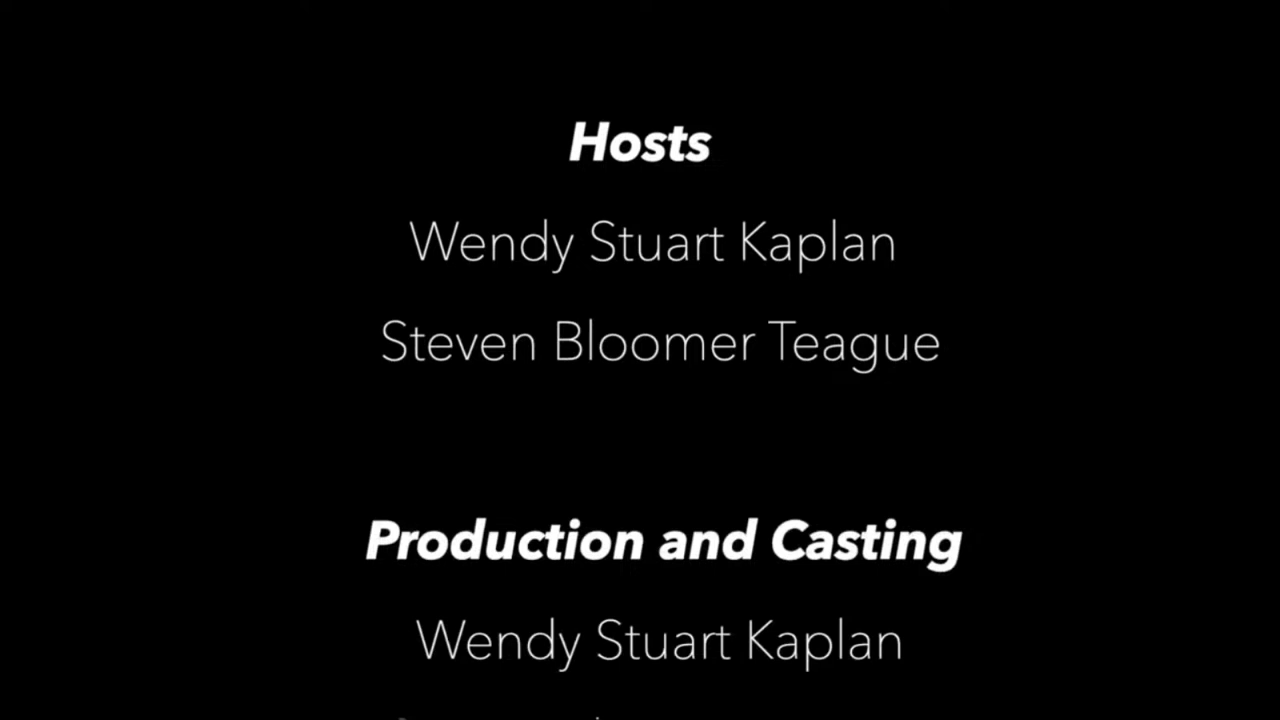 Hosts
Wendy Stuart Kaplan
Steven Bloomer Teague
Production and Casting
Wendy Stuart Kaplan